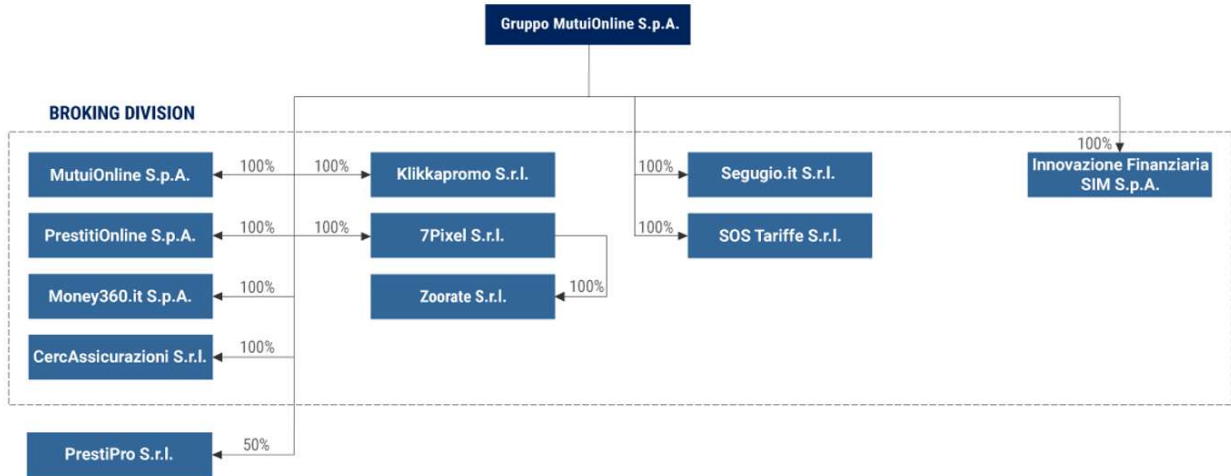 Gruppo MutuiOnline S.p.A.
BROKING DIVISION
100%
MutuiOnline S.p.A.
100%
100%
Klikkapromo S.r.l.
100%
Segugio.it S.r.l.
Innovazione Finanziaria
SIM S.p.A.
PrestitiOnline S.p.A.
100%
100%
7Pixel S.r.l.
100%
SOS Tariffe S.r.l.
Money360.it S.p.A.
100%
Zoorate S.r.l.
100%
CercAssicurazioni S.r.l.
100%
PrestiPro S.r.l.
50%